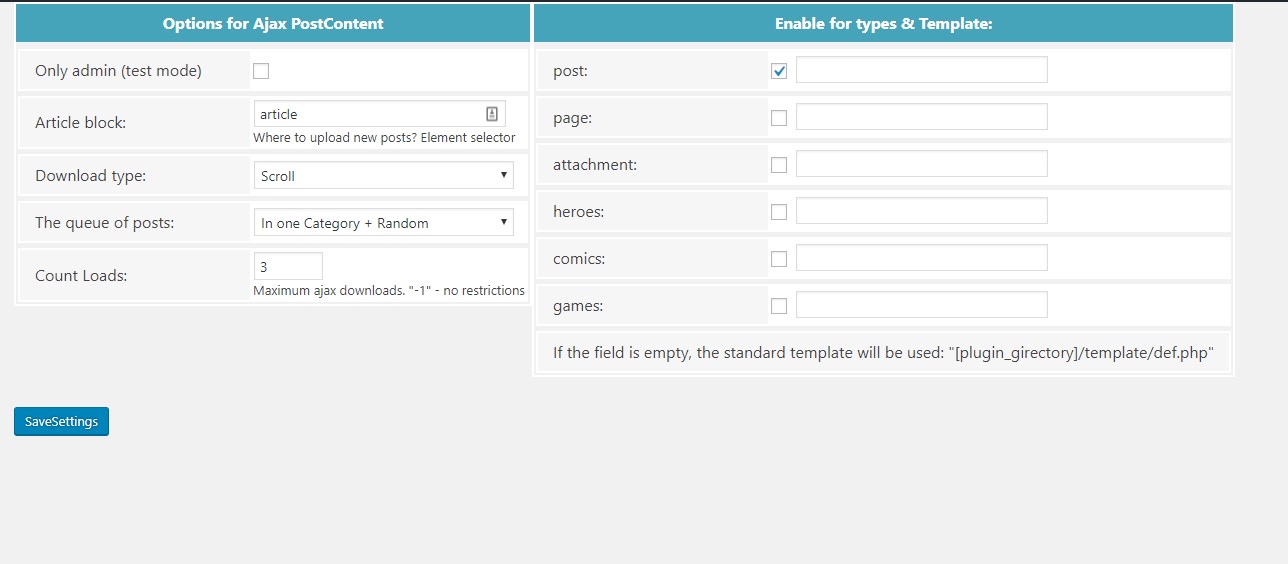 Options for Ajax PostContent
Only admin (test mode)
Article block:
article
Where to upload new posts? Element selector
Download type:
Scroll
The queue of posts:
In one Category + Random
Count Loads:
3
Maximum ajax downloads. "-1" - no restrictions
Enable for types & Template:
post:
page:
attachment:
heroes:
comics:
games:
If the field is empty, the standard template will be used: "[plugin_girectory]/template/def.php"
SaveSettings